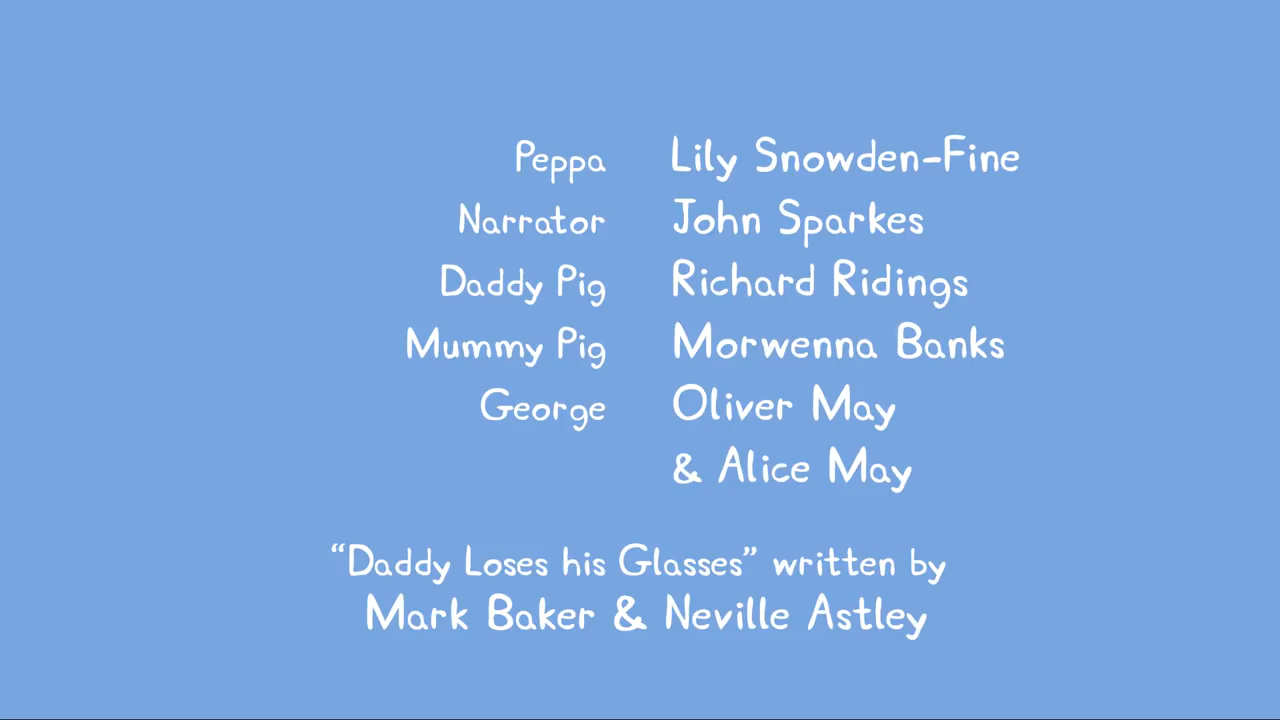 Peppa Lily Snowden-Fine
Narrator John Sparkes
Daddy Pig Richard Ridings
Mummy Pig Morwenna Banks
George Oliver May
& Alice May
“Daddy Loses his Glasses” written by
Mark Baker & Neville Astley